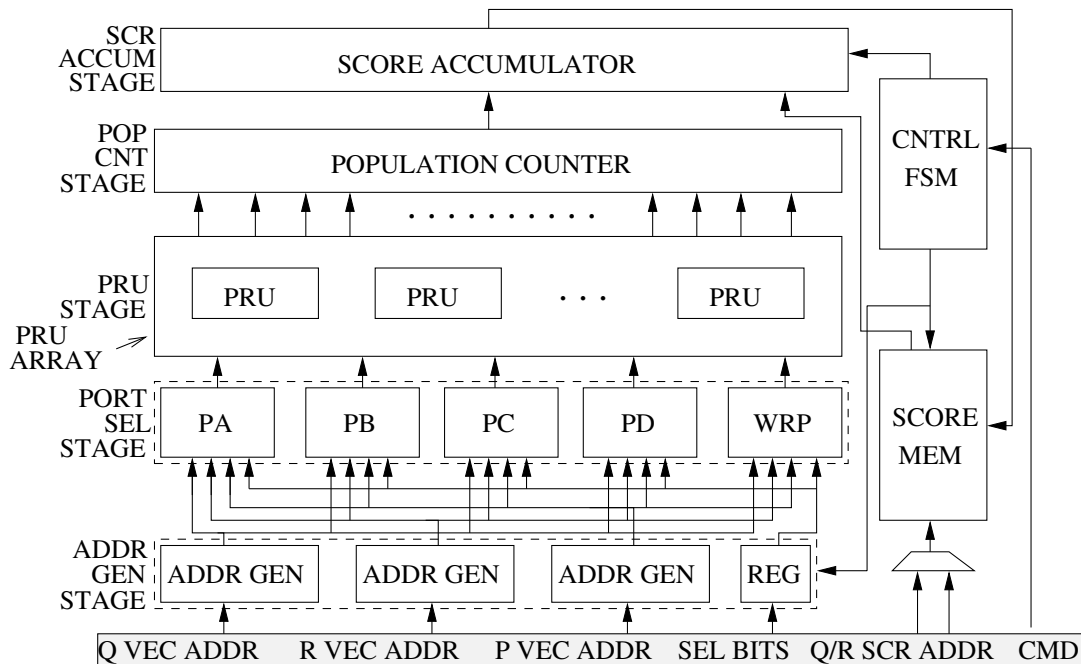 SCR
ACCUM
STAGE
SCORE ACCUMULATOR
POP
CNT
STAGE
POPULATION COUNTER
CNTRL
FSM
PRU
STAGE
PRU PRU . . . PRU
PRU
ARRAY
PORT
SEL
STAGE
PA PB PC PD WRP
SCORE
MEM
ADDR
GEN
STAGE
ADDR GEN ADDR GEN ADDR GEN REG
Q VEC ADDR R VEC ADDR P VEC ADDR SEL BITS Q/R SCR ADDR CMD